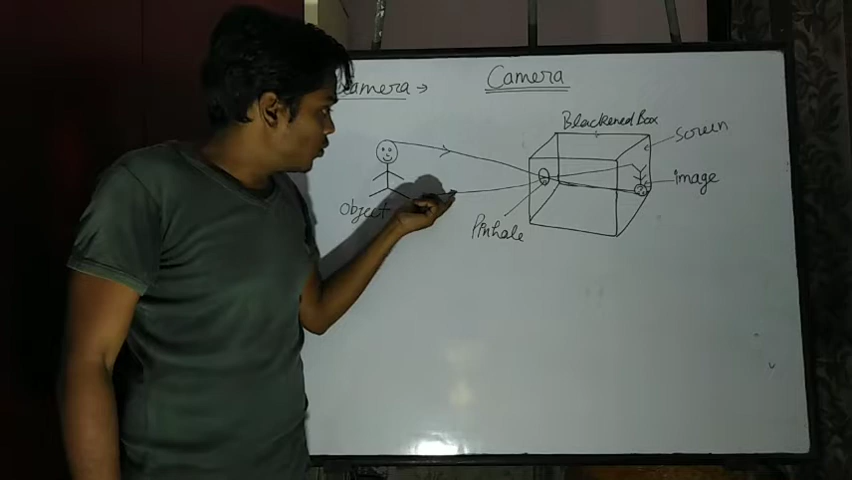 Camera →
Camera
Blackened Box
Screen
Image
Object
Pinhole